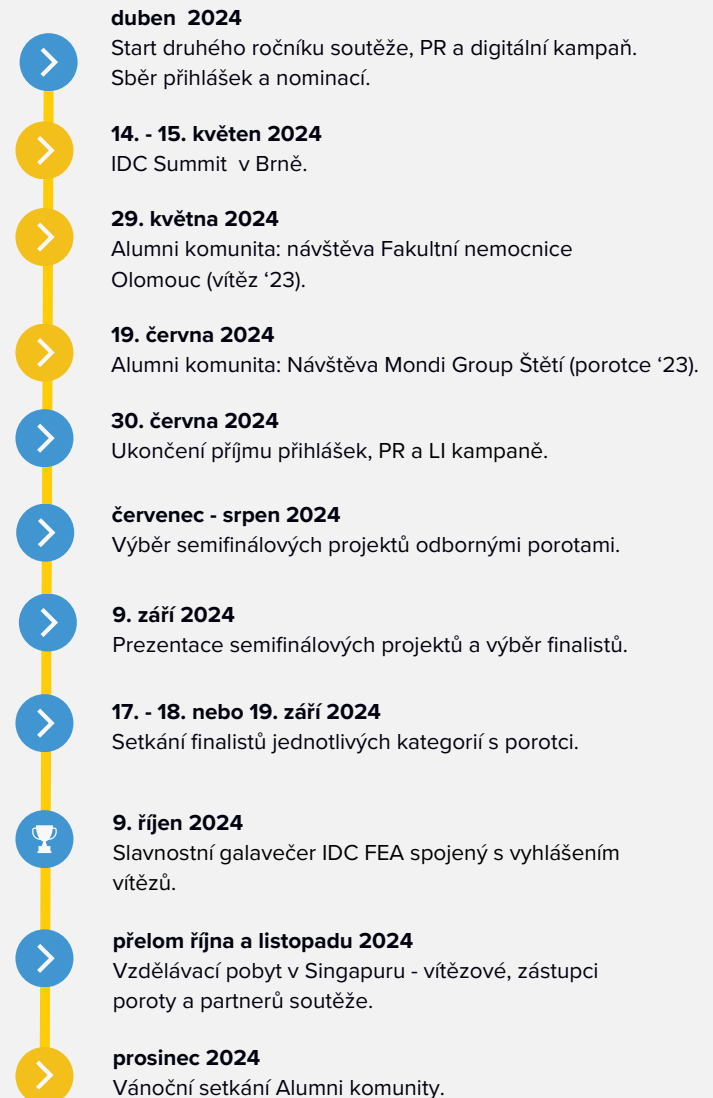 duben  2024
Start druhého ročníku soutěže, PR a digitální kampaň.
Sběr přihlášek a nominací.
14. - 15. květen 2024
IDC Summit  v Brně.
29. května 2024
Alumni komunita: návštěva Fakultní nemocnice
Olomouc (vítěz ‘23).
19. června 2024
Alumni komunita: Návštěva Mondi Group Štětí (porotce ‘23).
30. června 2024
Ukončení příjmu přihlášek, PR a LI kampaně.
červenec - srpen 2024
Výběr semifinálových projektů odbornými porotami.
9. září 2024
Prezentace semifinálových projektů a výběr finalistů.
17. - 18. nebo 19. září 2024
Setkání finalistů jednotlivých kategorií s porotci.
9. říjen 2024
Slavnostní galavečer IDC FEA spojený s vyhlášením
vítězů.
přelom října a listopadu 2024
Vzdělávací pobyt v Singapuru - vítězové, zástupci
poroty a partnerů soutěže.
prosinec 2024
Vánoční setkání Alumni komunity.